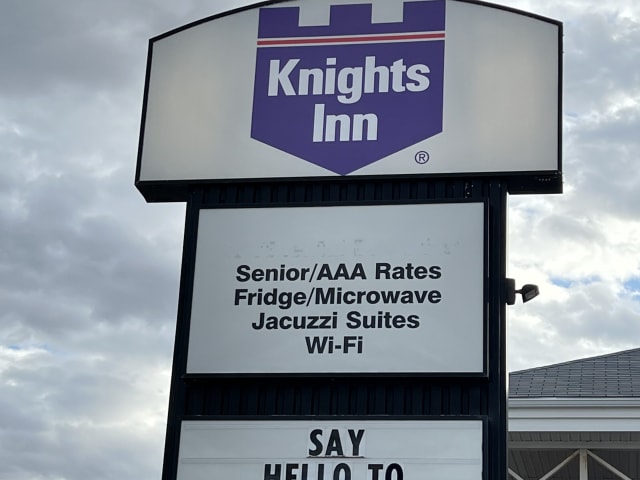 Knights
Inn
®
Senior/AAA Rates
Fridge/Microwave
Jacuzzi Suites
Wi-Fi
SAY
HELLO TO